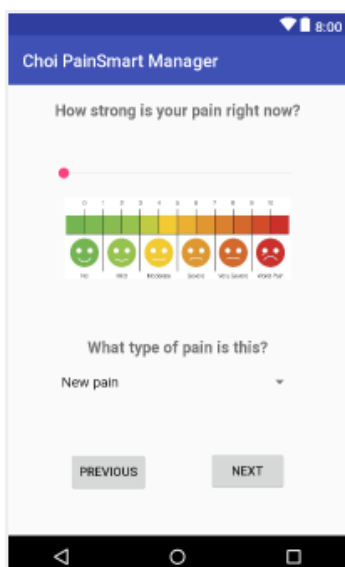 8:00
Choi PainSmart Manager
How strong is your pain right now?
0 1 2 3 4 5 6 7 8 9 10
No Mild Moderate Severe Very Severe Worst Pain
What type of pain is this?
New pain
PREVIOUS NEXT